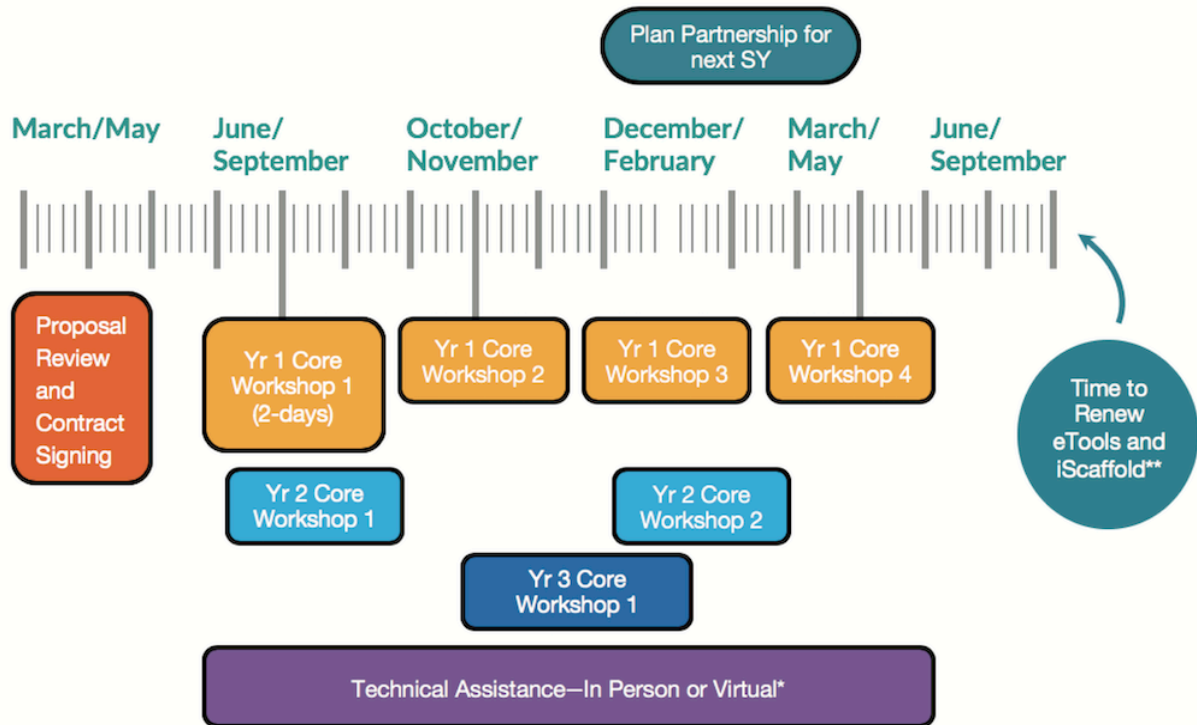 Plan Partnership for
next SY
March/May
June/
September
October/
November
December/
February
March/
May
June/
September
Proposal
Review
and
Contract
Signing
Yr 1 Core
Workshop 1
(2-days)
Yr 1 Core
Workshop 2
Yr 1 Core
Workshop 3
Yr 1 Core
Workshop 4
Time to
Renew
eTools and
iScaffold**
Yr 2 Core
Workshop 1
Yr 2 Core
Workshop 2
Yr 3 Core
Workshop 1
Technical Assistance—In Person or Virtual*